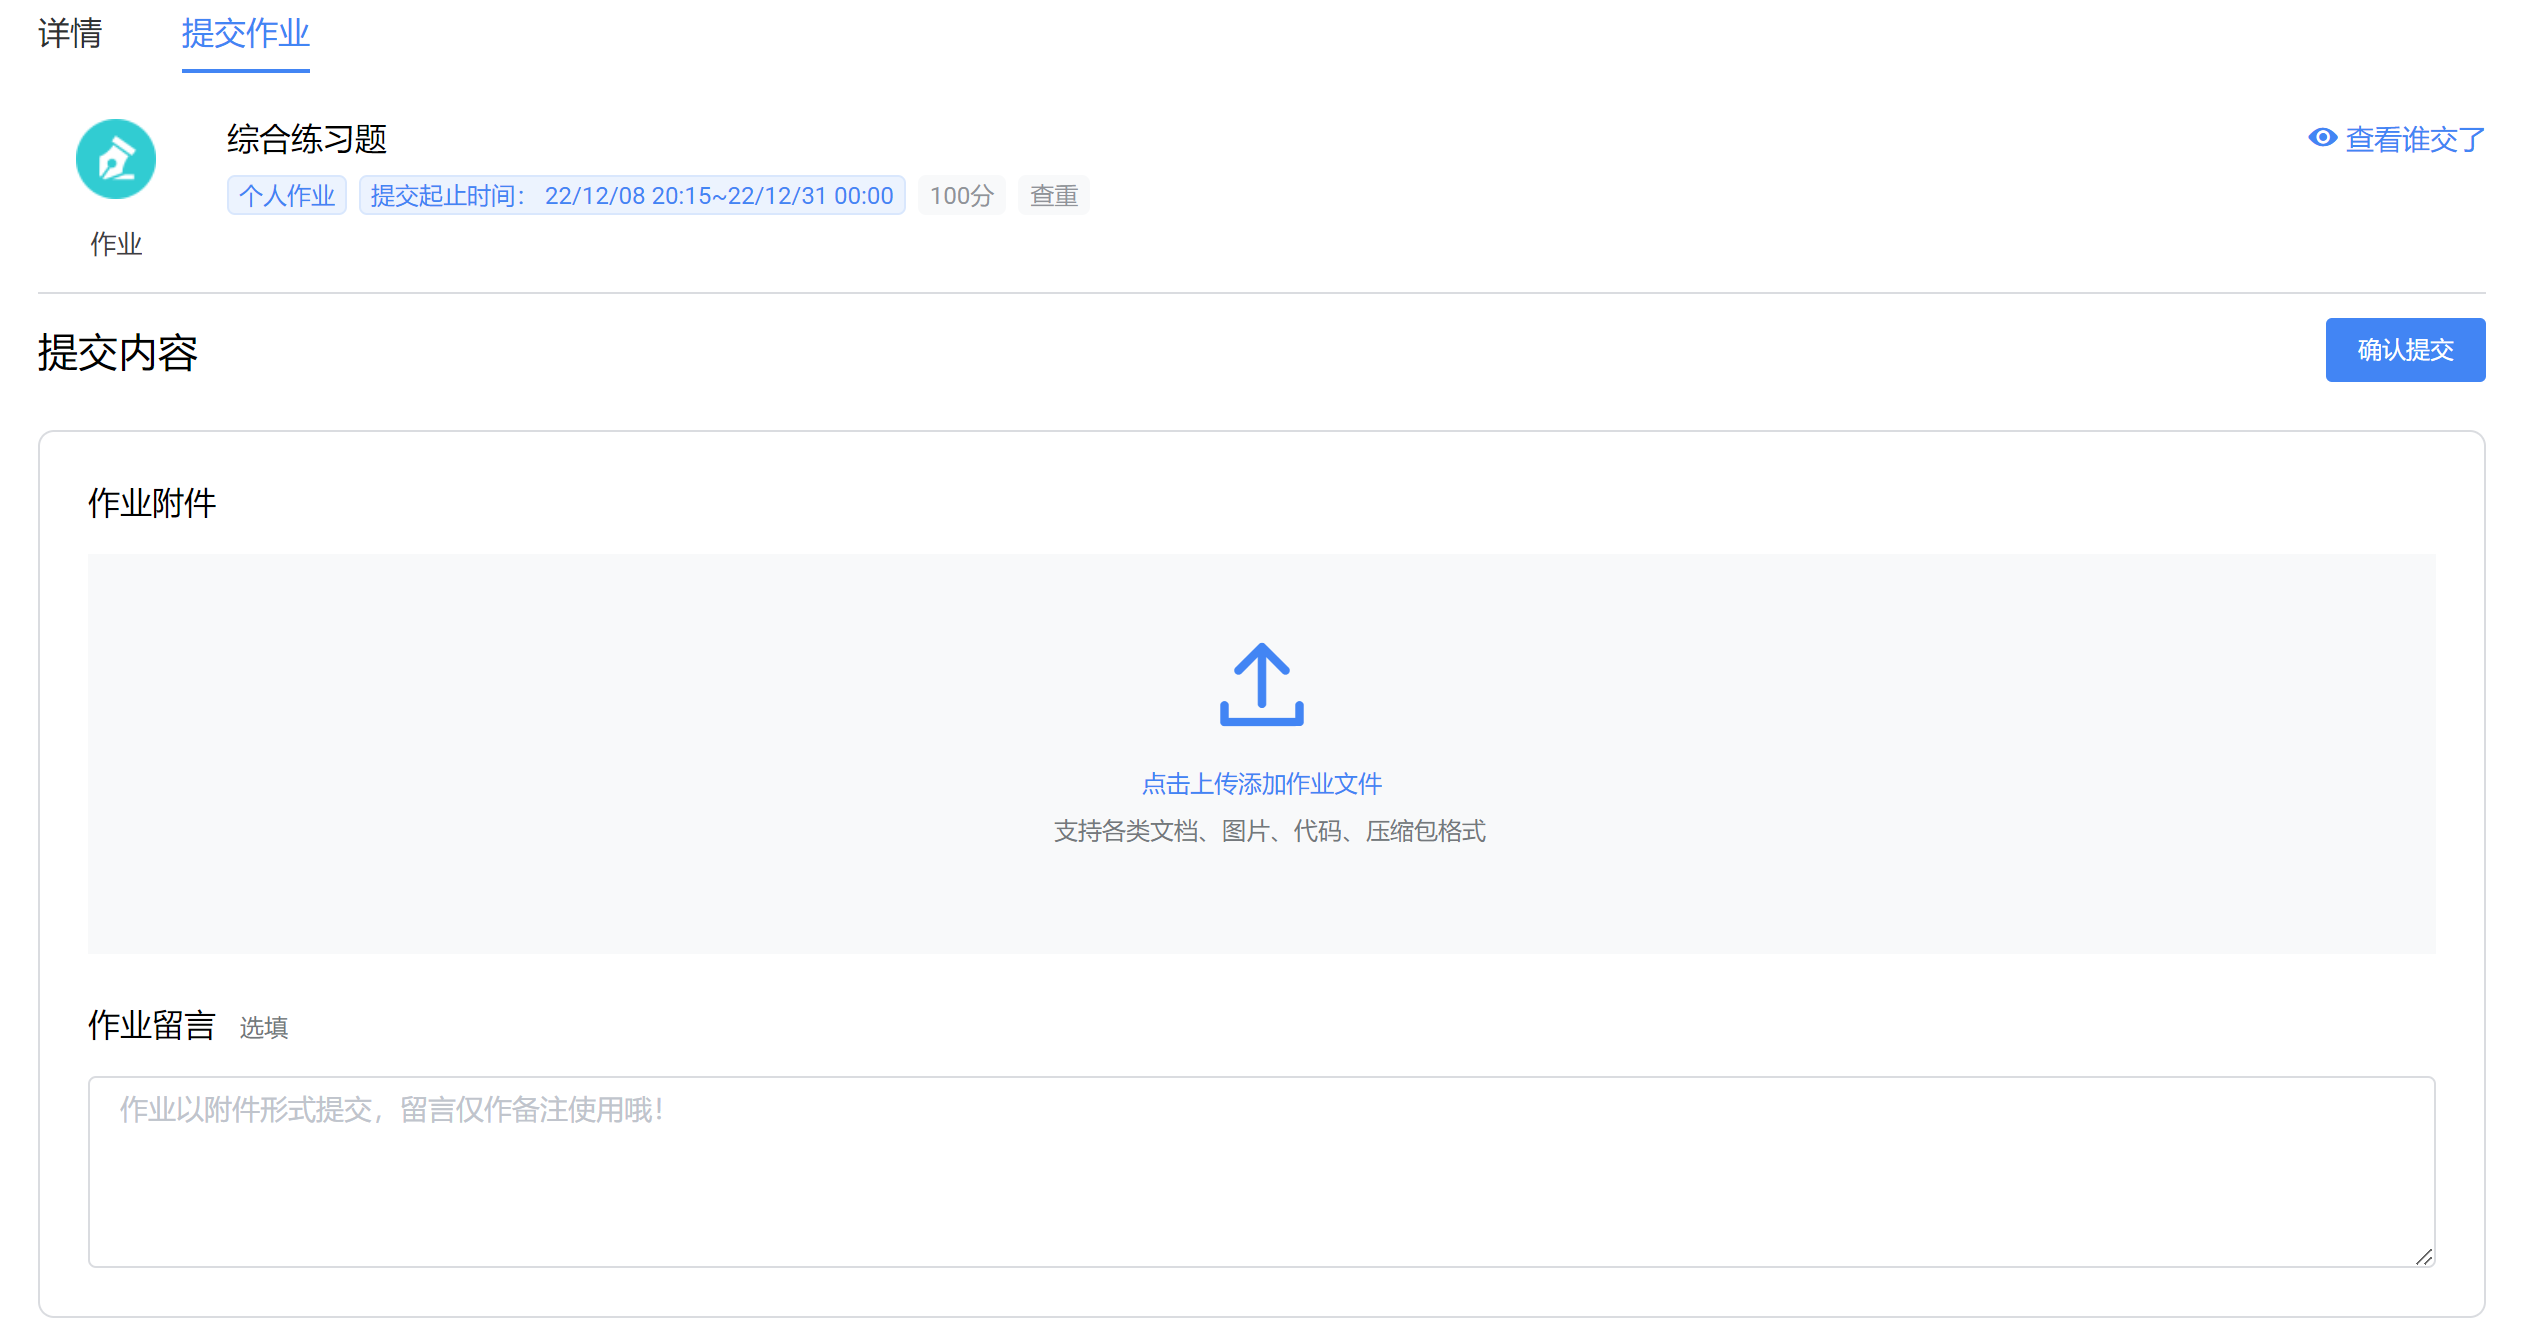 详情 提交作业
综合练习题
查看谁交了
个人作业 提交起止时间： 22/12/08 20:15~22/12/31 00:00 100分 查重
作业
提交内容
确认提交
作业附件
点击上传添加作业文件
支持各类文档、图片、代码、压缩包格式
作业留言 选填
作业以附件形式提交，留言仅作备注使用哦！